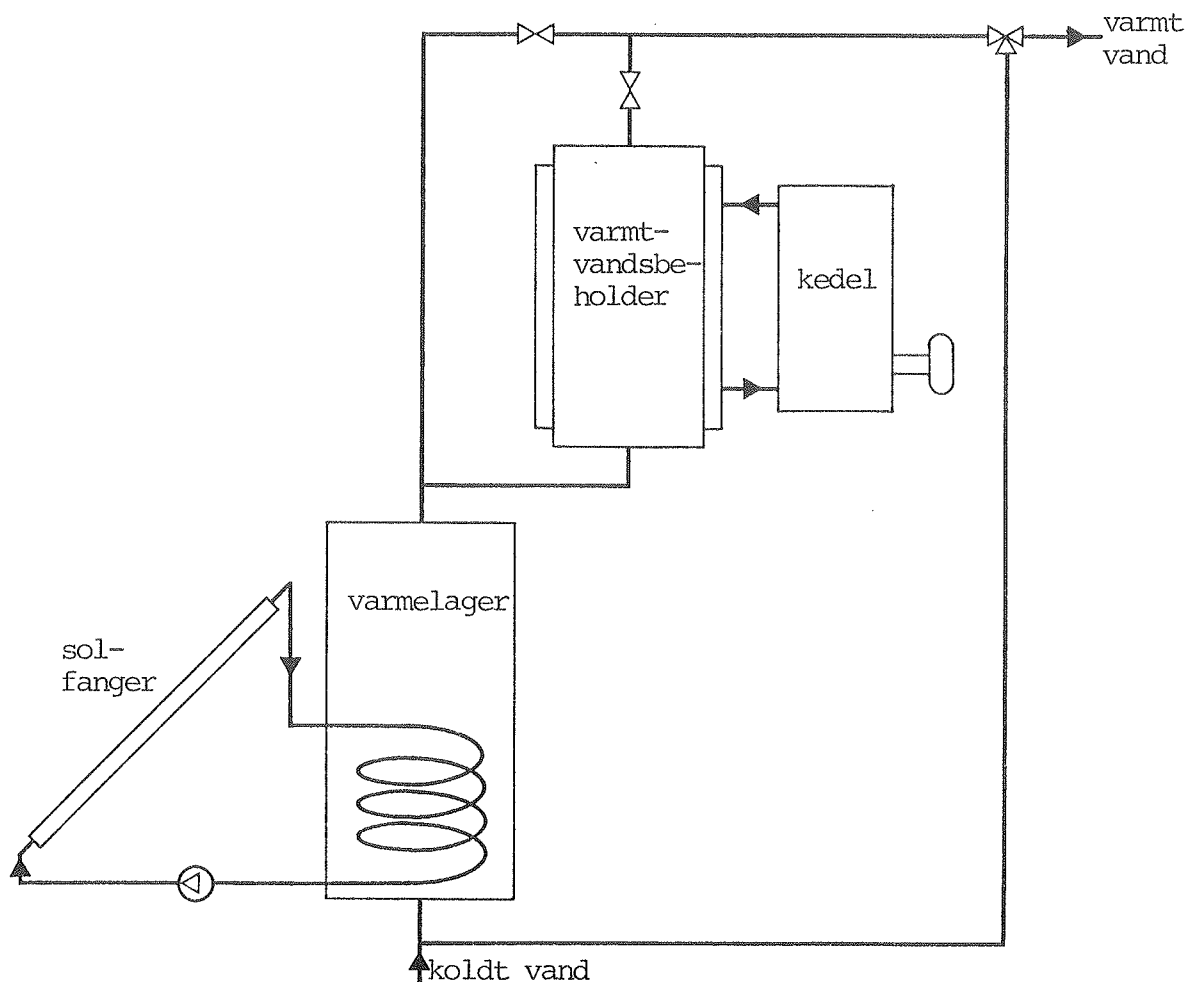 varmt
vand
varmt-
vandsbe-
holder
kedel
varmelager
sol-
fanger
koldt vand